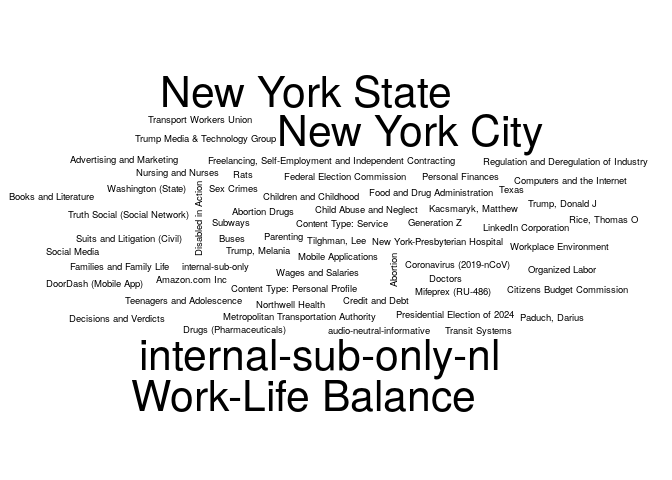 New York State
Transport Workers Union
New York City
Trump Media & Technology Group
Advertising and Marketing
Freelancing, Self-Employment and Independent Contracting
Regulation and Deregulation of Industry
Nursing and Nurses
Rats
Federal Election Commission
Personal Finances
Computers and the Internet
Washington (State)
Disabled in Action
Sex Crimes
Children and Childhood
Food and Drug Administration
Texas
Books and Literature
Kacsmaryk, Matthew
Trump, Donald J
Truth Social (Social Network)
Abortion Drugs
Child Abuse and Neglect
Subways
Content Type: Service
Generation Z
LinkedIn Corporation
Rice, Thomas O
Suits and Litigation (Civil)
Buses
Parenting
Tilghman, Lee
New York-Presbyterian Hospital
Workplace Environment
Social Media
Trump, Melania
Mobile Applications
Abortion
Families and Family Life
internal-sub-only
Wages and Salaries
Coronavirus (2019-nCoV)
Organized Labor
DoorDash (Mobile App)
Amazon.com Inc
Content Type: Personal Profile
Doctors
Mifeprex (RU-486)
Citizens Budget Commission
Teenagers and Adolescence
Northwell Health
Credit and Debt
Decisions and Verdicts
Metropolitan Transportation Authority
Presidential Election of 2024
Paduch, Darius
Drugs (Pharmaceuticals)
audio-neutral-informative
Transit Systems
internal-sub-only-nl
Work-Life Balance